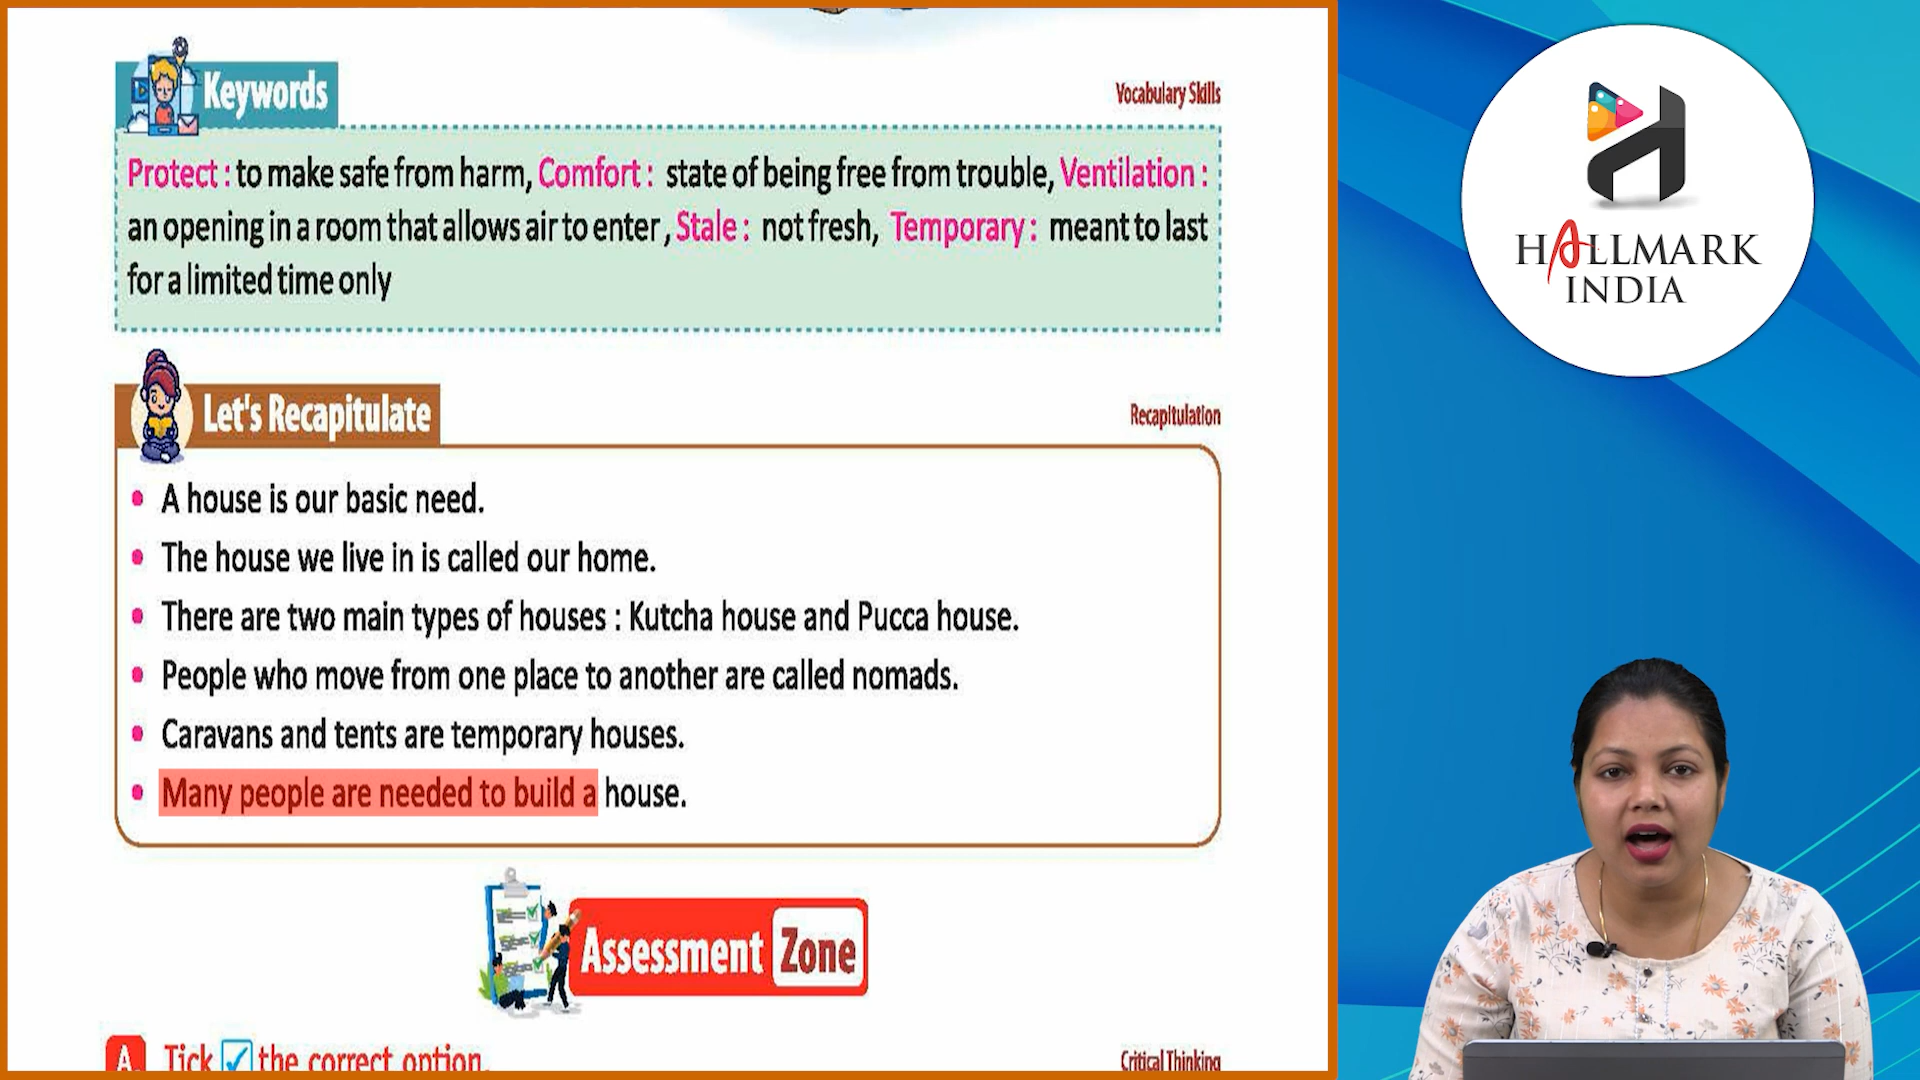 Keywords
Vocabulary Skills
Protect : to make safe from harm, Comfort : state of being free from trouble, Ventilation :
an opening in a room that allows air to enter, Stale : not fresh, Temporary : meant to last
for a limited time only
Let's Recapitulate
Recapitulation
• A house is our basic need.
• The house we live in is called our home.
• There are two main types of houses : Kutcha house and Pucca house.
• People who move from one place to another are called nomads.
• Caravans and tents are temporary houses.
• Many people are needed to build a house.
Assessment Zone
A. Tick the correct option.
Critical Thinking
HALLMARK
INDIA